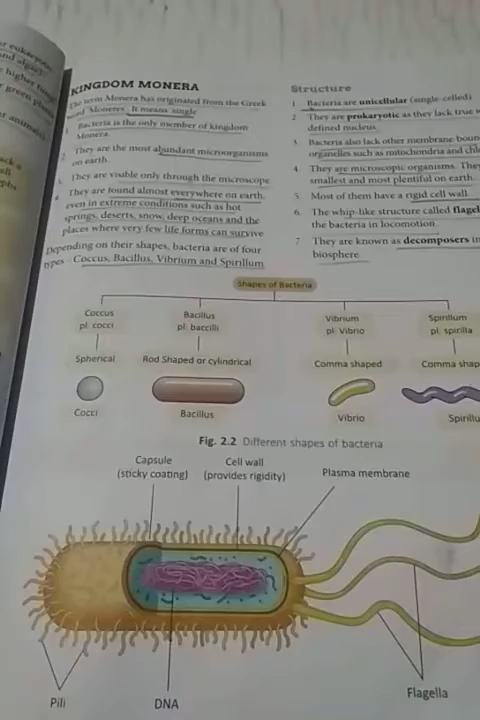 KINGDOM MONERA
The term Monera has originated from the Greek
word Moneres. It means single
1. Bacteria is the only member of kingdom
Monera.
2. They are the most abundant microorganisms
on earth.
3. They are visible only through the microscope
4. They are found almost everywhere on earth,
even in extreme conditions such as hot
springs, deserts, snow, deep oceans and the
places where very few life forms can survive
Depending on their shapes, bacteria are of four
types - Coccus, Bacillus, Vibrium and Spirillum
Structure
1 Bacteria are unicellular (single-celled)
2 They are prokaryotic as they lack true
defined nucleus.
3. Bacteria also lack other membrane
organelles such as mitochondria and
4. They are microscopic organisms. They
smallest and most plentiful on earth.
5. Most of them have a rigid cell wall.
6. The whip-like structure called
the bacteria in locomotion.
7 They are known as decomposers in
biosphere.
Shapes of Bacteria
Coccus Bacillus Vibrium Spirillum
pl. cocci pl. baccilli pl. Vibrio pl. spirilla
Spherical Rod Shaped or cylindrical Comma shaped Comma
Cocci Bacillus Vibrio
Fig. 2.2 Different shapes of bacteria
Capsule Cell wall Plasma membrane
(sticky coating) (provides rigidity)
Pili DNA Flagella